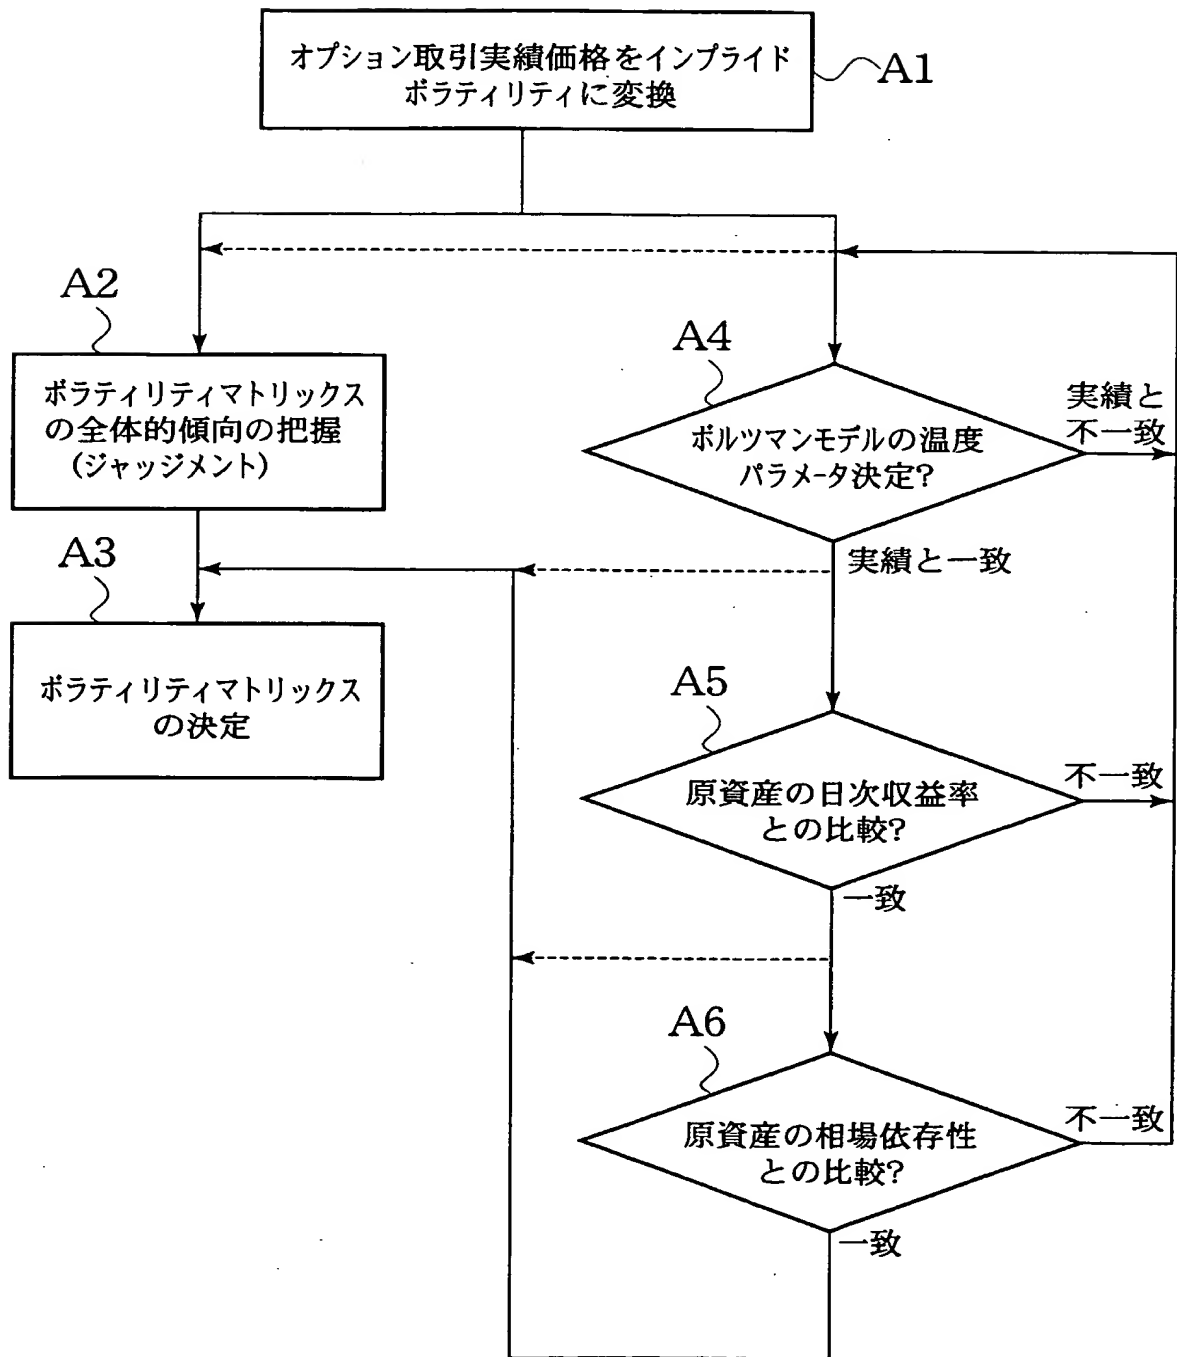 オプション取引実績価格をインプライド
ボラティリティに変換
A1
A2
ボラティリティマトリックス
の全体的傾向の把握
(ジャッジメント)
A4
ボルツマンモデルの温度
パラメータ決定?
実績と
不一致
実績と一致
A3
ボラティリティマトリックス
の決定
A5
原資産の日次収益率
との比較?
不一致
一致
A6
原資産の相場依存性
との比較?
不一致
一致